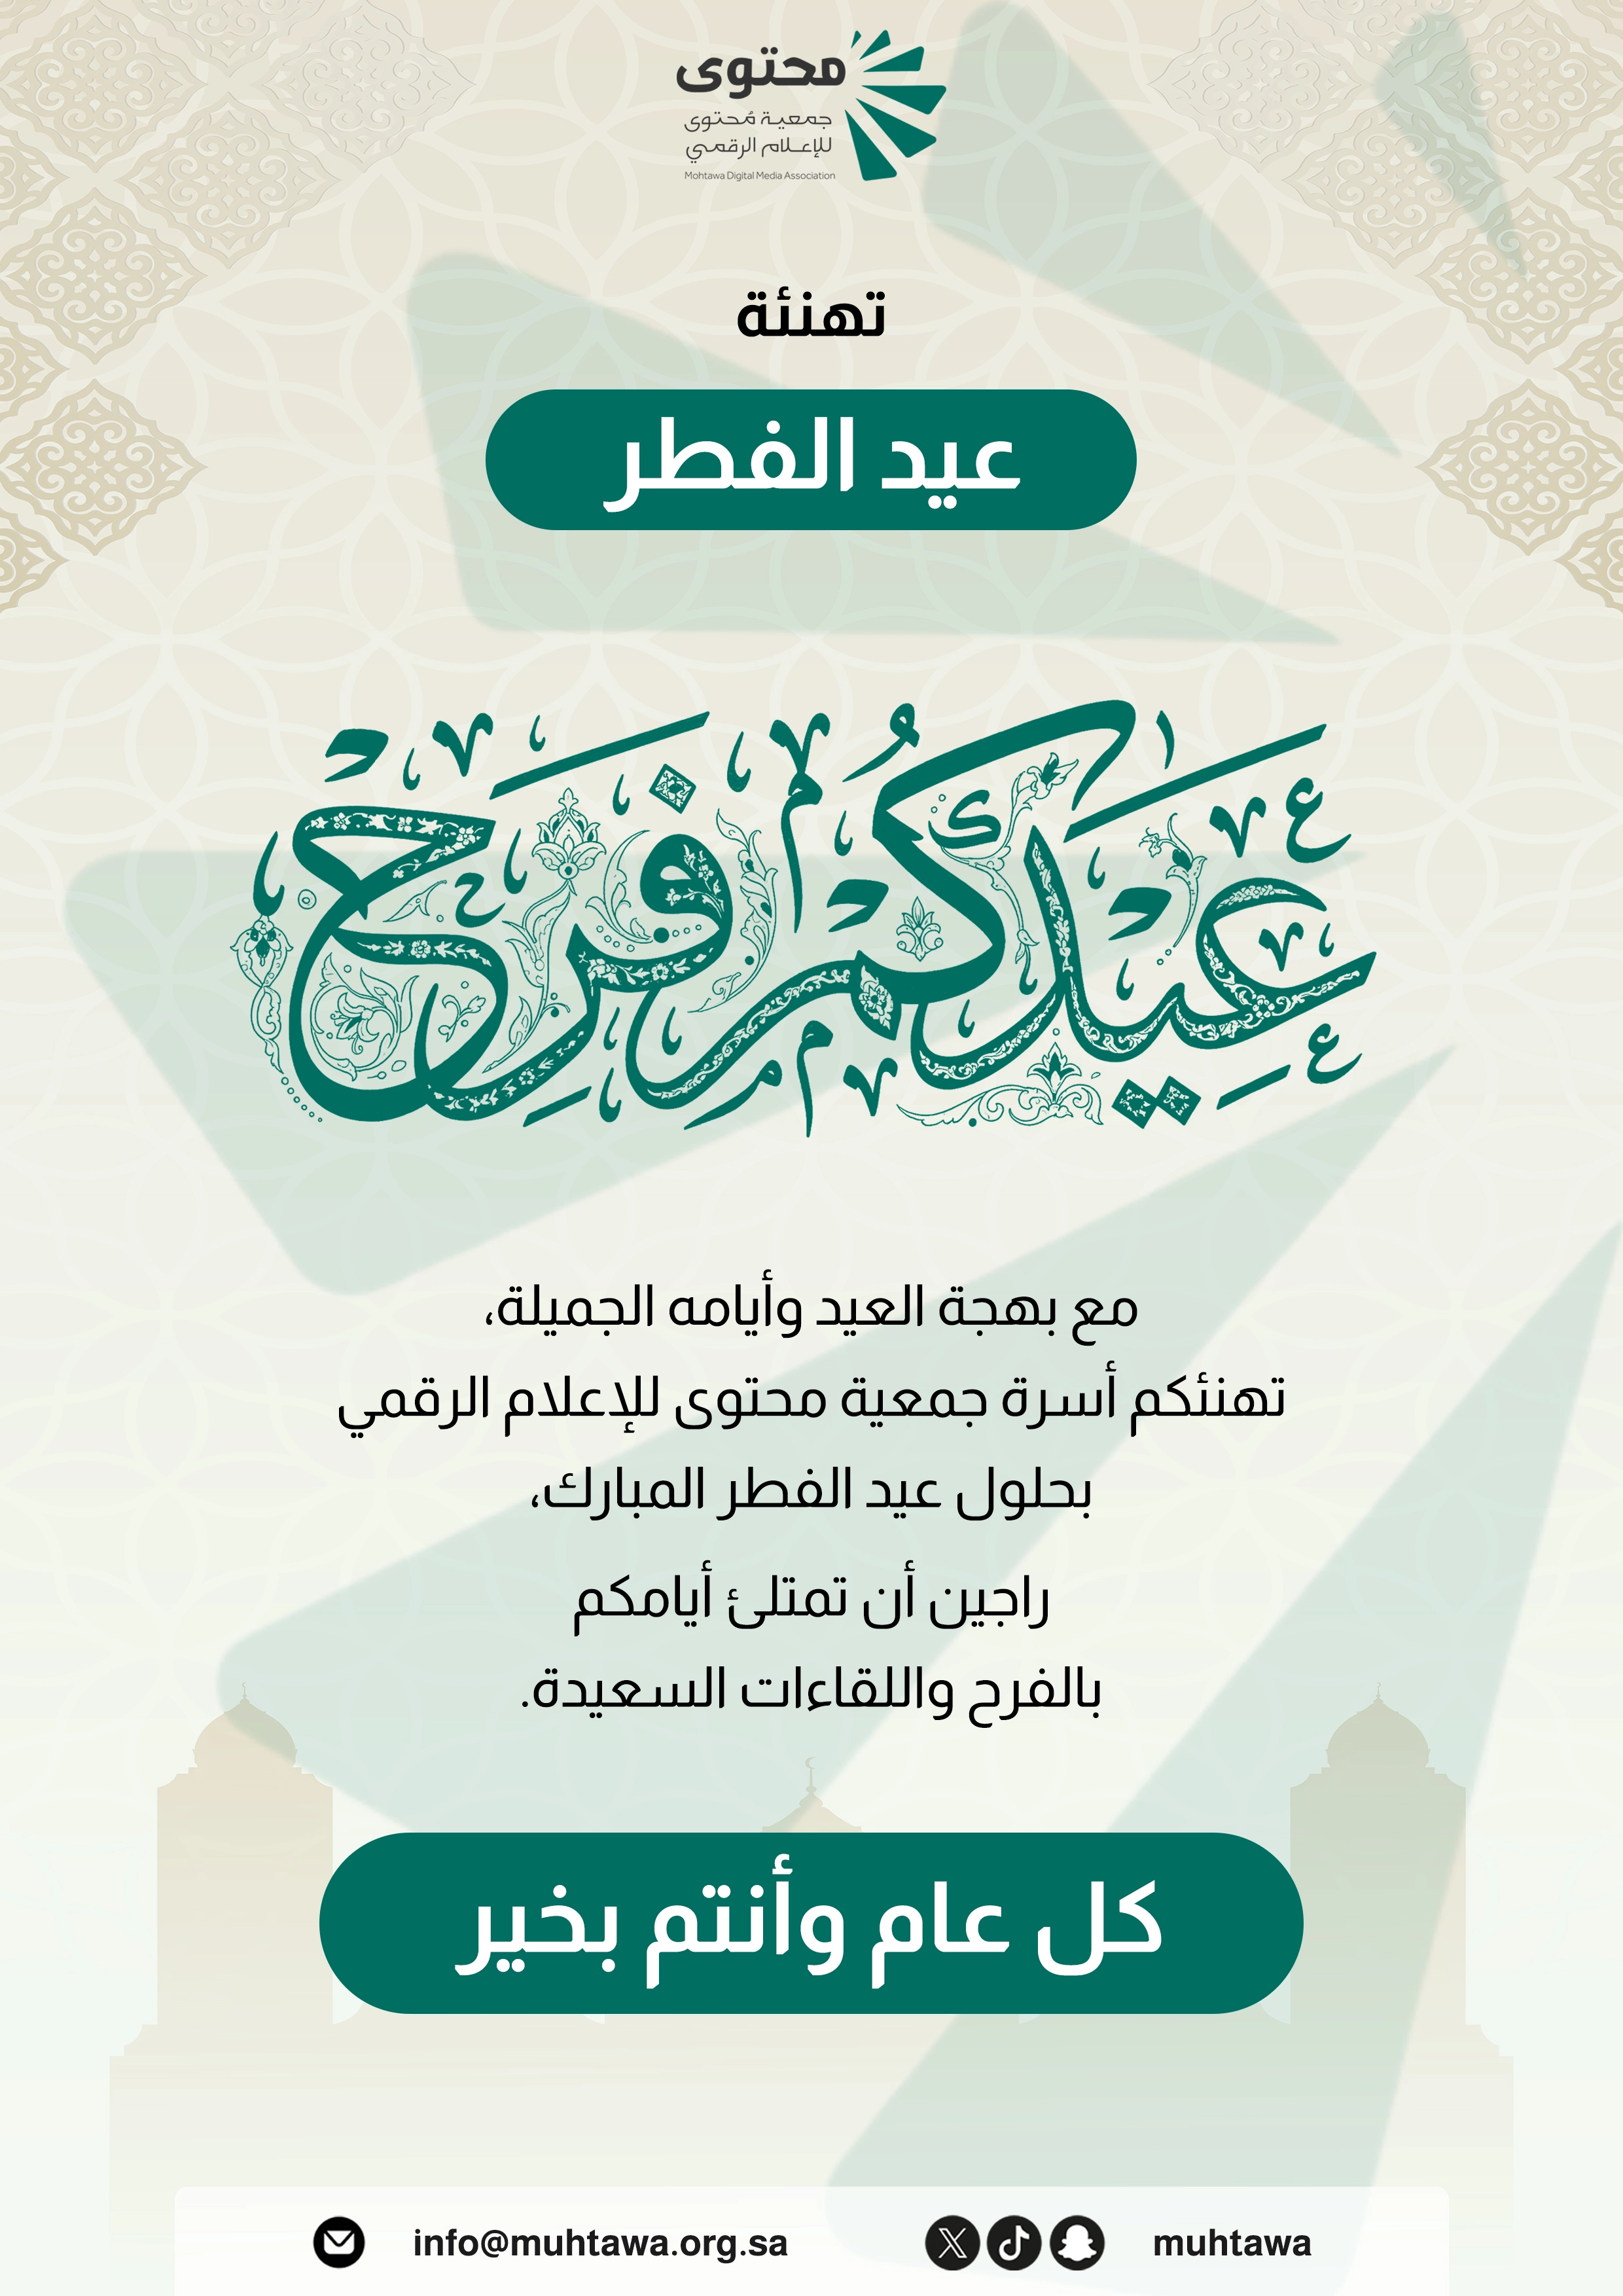 محتوى
جمعية مُحتوى
للإعلام الرقمي
Mohtawa Digital Media Association
تهنئة
عيد الفطر
عيدكم فرح
مع بهجة العيد وأيامه الجميلة،
تهنئكم أسرة جمعية محتوى للإعلام الرقمي
بحلول عيد الفطر المبارك،
راجين أن تمتلئ أيامكم
بالفرح واللقاءات السعيدة.
كل عام وأنتم بخير
info@muhtawa.org.sa muhtawa